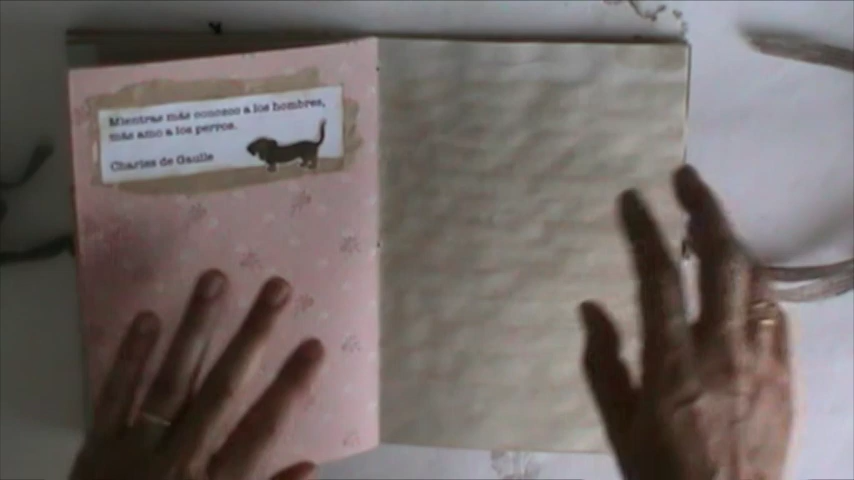 Mientras más conozco a los hombres,
más amo a los perros.
Charles de Gaulle